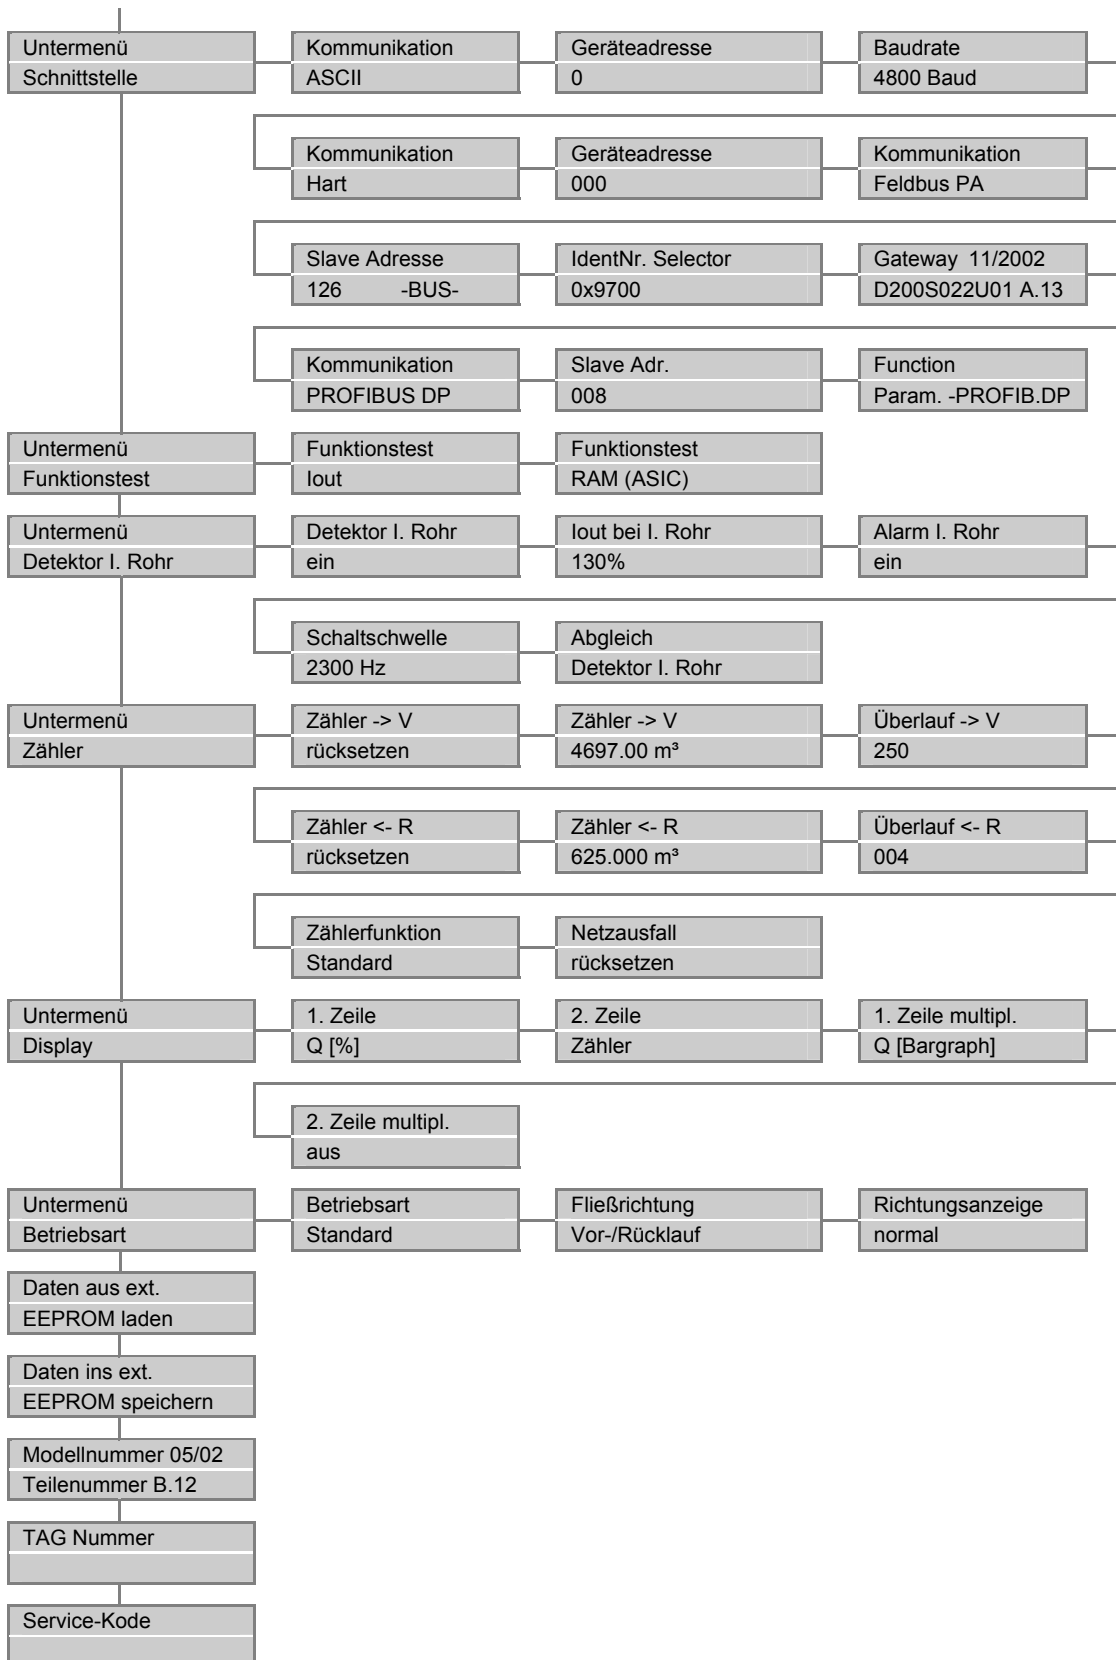 Untermenü
Schnittstelle
Kommunikation
ASCII
Geräteadresse
0
Baudrate
4800 Baud
Kommunikation
Hart
Geräteadresse
000
Kommunikation
Feldbus PA
Slave Adresse
126 -BUS-
IdentNr. Selector
0x9700
Gateway 11/2002
D200S022U01 A.13
Kommunikation
PROFIBUS DP
Slave Adr.
008
Function
Param. -PROFIB.DP
Untermenü
Funktionstest
Funktionstest
Iout
Funktionstest
RAM (ASIC)
Untermenü
Detektor l. Rohr
Detektor l. Rohr
ein
Iout bei l. Rohr
130%
Alarm l. Rohr
ein
Schaltschwelle
2300 Hz
Abgleich
Detektor l. Rohr
Untermenü
Zähler
Zähler -> V
rücksetzen
Zähler -> V
4697.00 m³
Überlauf -> V
250
Zähler <- R
rücksetzen
Zähler <- R
625.000 m³
Überlauf <- R
004
Zählerfunktion
Standard
Netzausfall
rücksetzen
Untermenü
Display
1. Zeile
Q [%]
2. Zeile
Zähler
1. Zeile multipl.
Q [Bargraph]
2. Zeile multipl.
aus
Untermenü
Betriebsart
Betriebsart
Standard
Fließrichtung
Vor-/Rücklauf
Richtungsanzeige
normal
Daten aus ext.
EEPROM laden
Daten ins ext.
EEPROM speichern
Modellnummer 05/02
Teilenummer B.12
TAG Nummer
Service-Kode